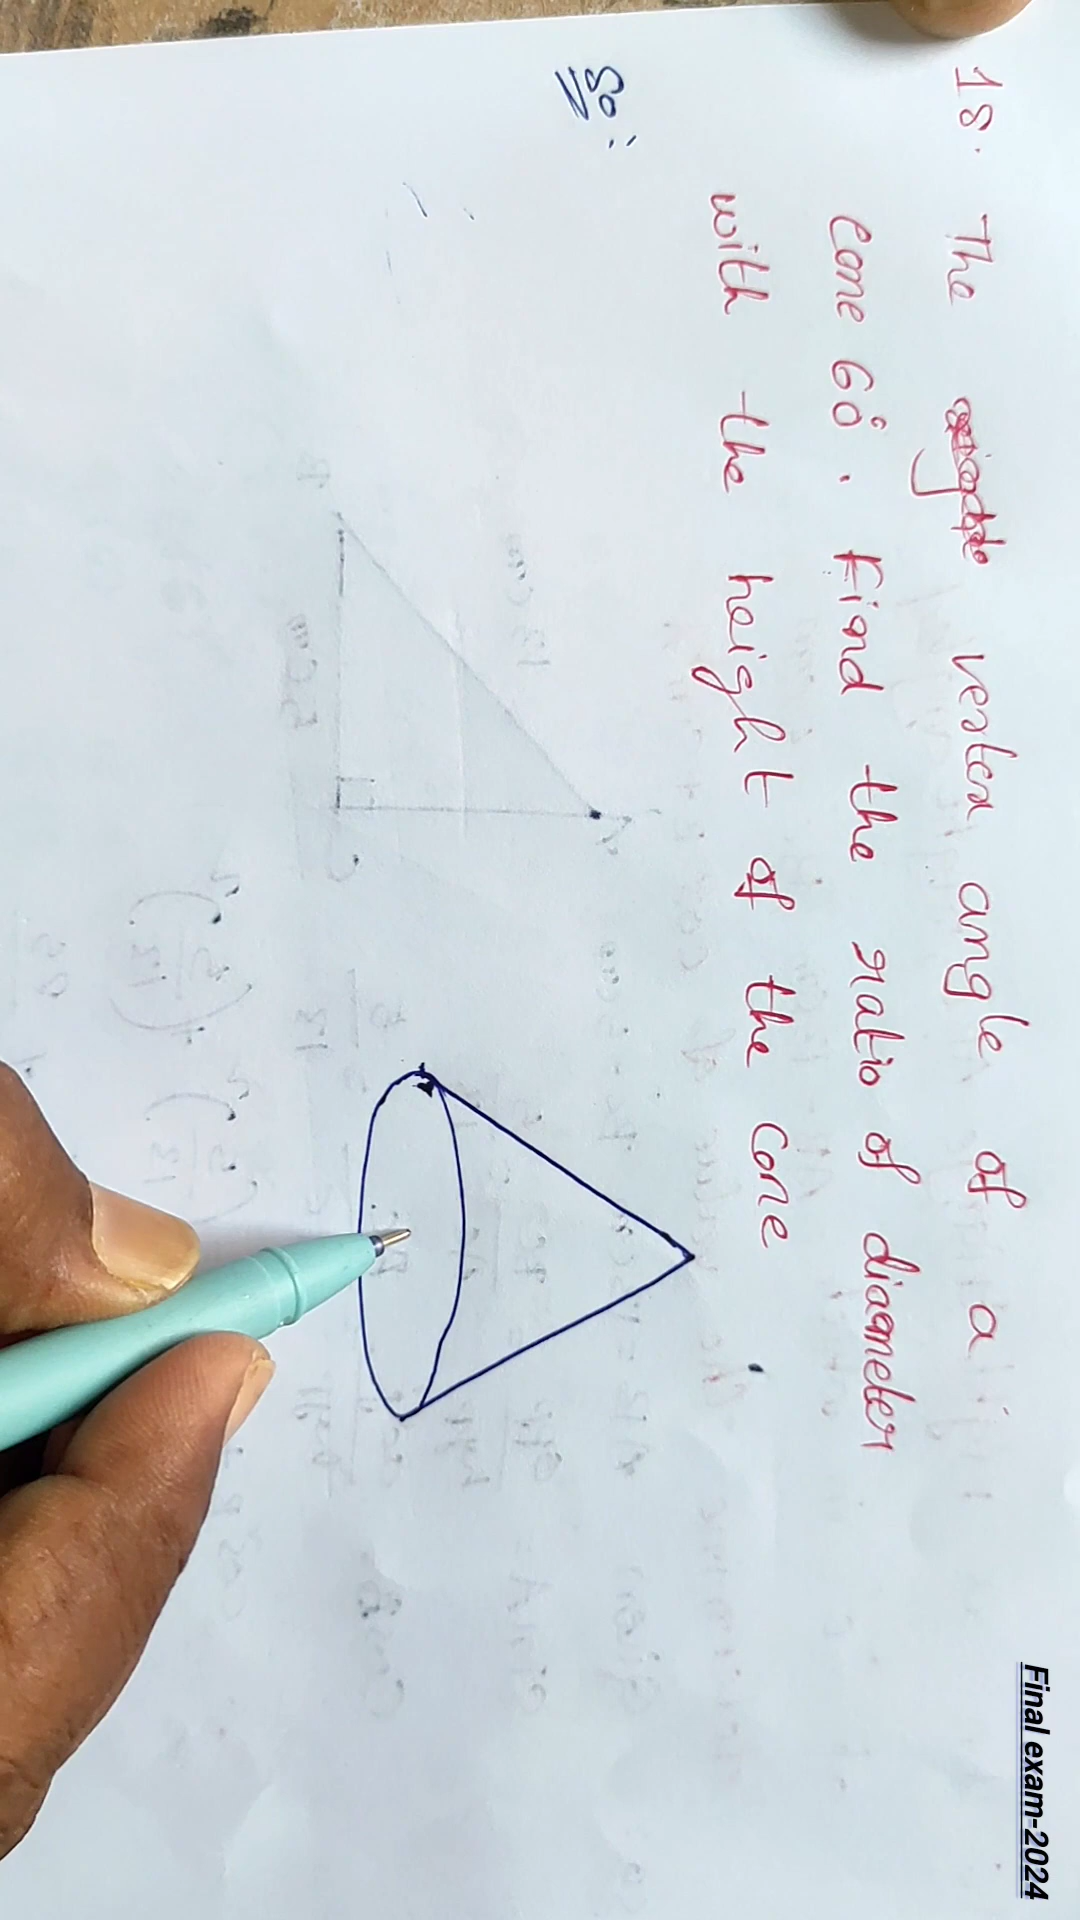 Final exam-2024
18. The vertex angle of a
cone 60°. Find the ratio of diameter
with the height of the cone
Sol: